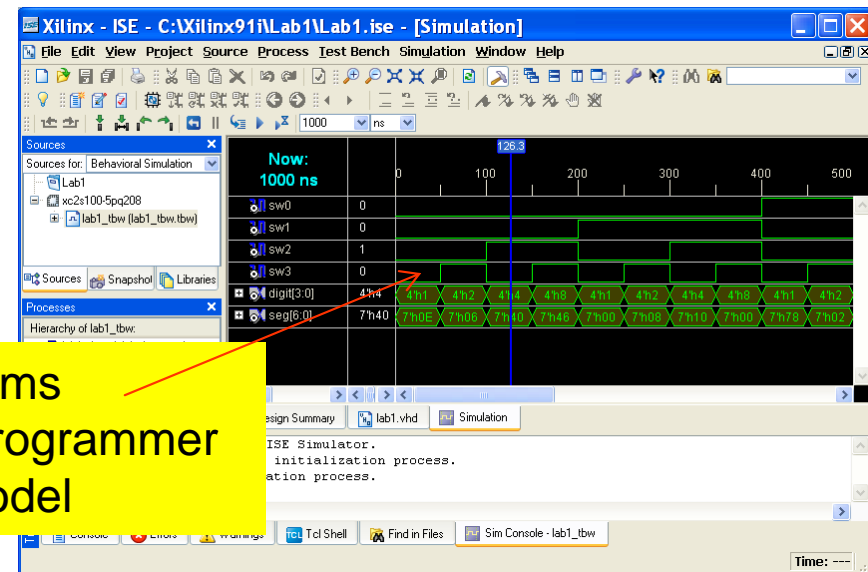 Xilinx - ISE - C:\Xilinx91i\Lab1\Lab1.ise - [Simulation]
File Edit View Project Source Process Test Bench Simulation Window Help
1000 ns
Sources
Sources for: Behavioral Simulation
Lab1
xc2s100-5pq208
lab1_tbw (lab1_tbw.tbw)
Sources Snapshot Libraries
Processes
Hierarchy of lab1_tbw:
126.3
Now:
1000 ns
0 100 200 300 400 500
sw0 0
sw1 0
sw2 1
sw3 0
digit[3:0] 4'h4 4'h1 4'h2 4'h4 4'h8 4'h1 4'h2 4'h4 4'h8 4'h1 4'h2
seg[6:0] 7'h40 7'h0E 7'h06 7'h40 7'h46 7'h00 7'h08 7'h10 7'h00 7'h78 7'h02
ms
rogrammer
odel
esign Summary lab1.vhd Simulation
ISE Simulator.
initialization process.
ation process.
Console Errors Warnings Tcl Shell Find in Files Sim Console - lab1_tbw
Time: ---